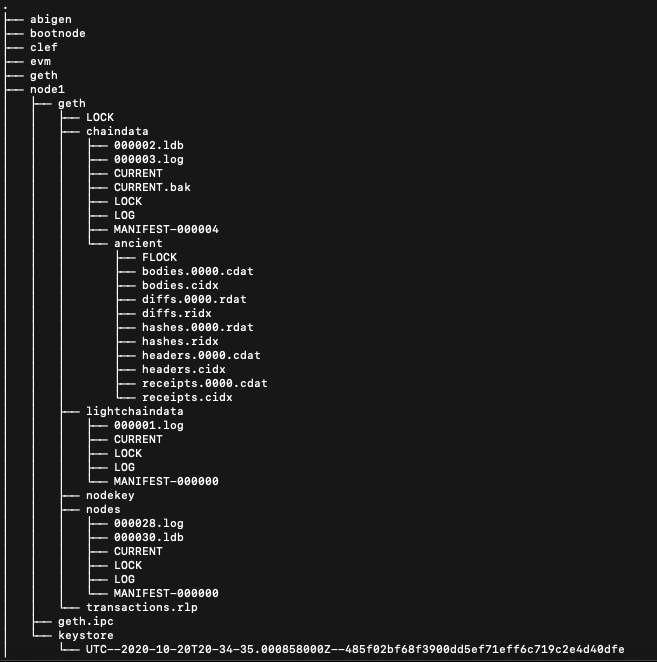 .
├── abigen
├── bootnode
├── clef
├── evm
├── geth
├── node1
│   ├── geth
│   │   ├── LOCK
│   │   ├── chaindata
│   │   │   ├── 000002.ldb
│   │   │   ├── 000003.log
│   │   │   ├── CURRENT
│   │   │   ├── CURRENT.bak
│   │   │   ├── LOCK
│   │   │   ├── LOG
│   │   │   ├── MANIFEST-000004
│   │   │   └── ancient
│   │   │       ├── FLOCK
│   │   │       ├── bodies.0000.cdat
│   │   │       ├── bodies.cidx
│   │   │       ├── diffs.0000.rdat
│   │   │       ├── diffs.ridx
│   │   │       ├── hashes.0000.rdat
│   │   │       ├── hashes.ridx
│   │   │       ├── headers.0000.cdat
│   │   │       ├── headers.cidx
│   │   │       ├── receipts.0000.cdat
│   │   │       └── receipts.cidx
│   │   ├── lightchaindata
│   │   │   ├── 000001.log
│   │   │   ├── CURRENT
│   │   │   ├── LOCK
│   │   │   ├── LOG
│   │   │   └── MANIFEST-000000
│   │   ├── nodekey
│   │   ├── nodes
│   │   │   ├── 000028.log
│   │   │   ├── 000030.ldb
│   │   │   ├── CURRENT
│   │   │   ├── LOCK
│   │   │   ├── LOG
│   │   │   └── MANIFEST-000000
│   │   └── transactions.rlp
│   ├── geth.ipc
│   └── keystore
│       └── UTC--2020-10-20T20-34-35.000858000Z--485f02bf68f3900dd5ef71eff6c719c2e4d40dfe